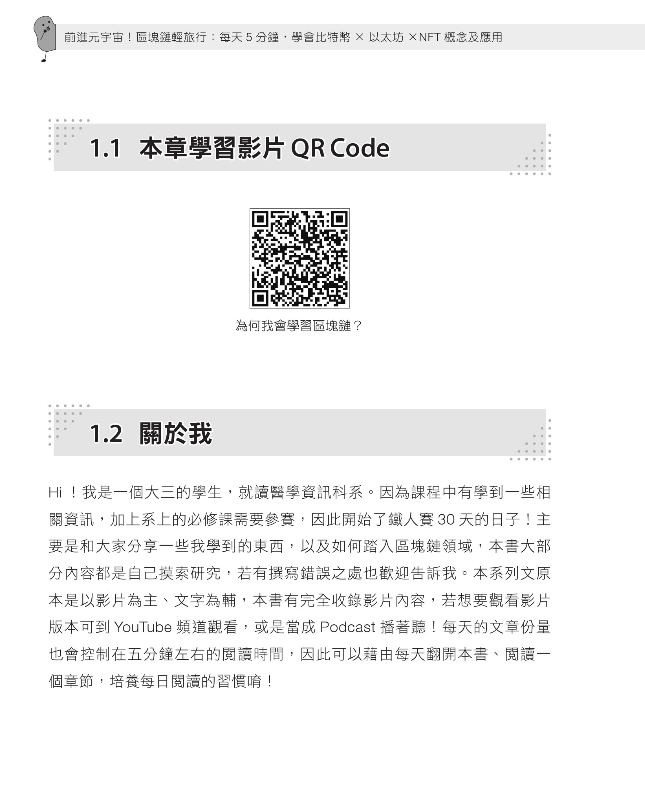 前進元宇宙！區塊鏈輕旅行：每天 5 分鐘，學會比特幣 × 以太坊 ×NFT 概念及應用
1.1 本章學習影片 QR Code
為何我會學習區塊鏈？
1.2 關於我
Hi ！我是一個大三的學生，就讀醫學資訊科系。因為課程中有學到一些相
關資訊，加上系上的必修課需要參賽，因此開始了鐵人賽 30 天的日子！主
要是和大家分享一些我學到的東西，以及如何踏入區塊鏈領域，本書大部
分內容都是自己摸索研究，若有撰寫錯誤之處也歡迎告訴我。本系列文原
本是以影片為主、文字為輔，本書有完全收錄影片內容，若想要觀看影片
版本可到 YouTube 頻道觀看，或是當成 Podcast 播著聽！每天的文章份量
也會控制在五分鐘左右的閱讀時間，因此可以藉由每天翻開本書、閱讀一
個章節，培養每日閱讀的習慣唷！